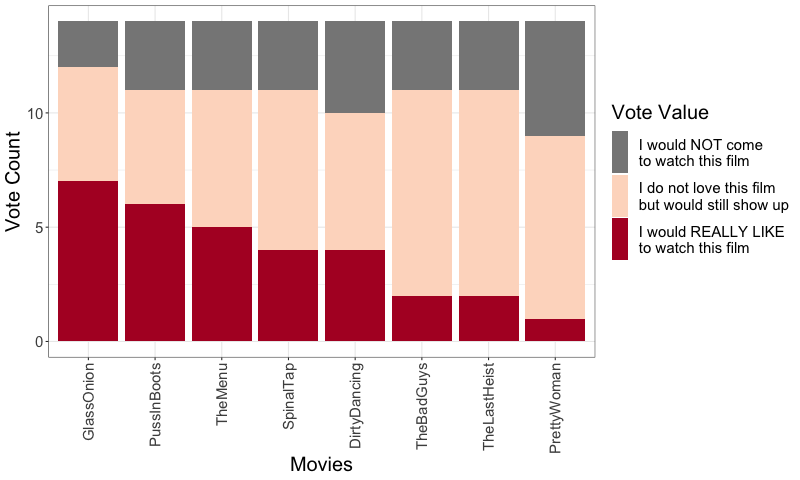 Vote Count
10
5
0
GlassOnion
PussInBoots
TheMenu
SpinalTap
DirtyDancing
TheBadGuys
TheLastHeist
PrettyWoman
Movies
Vote Value
I would NOT come
to watch this film
I do not love this film
but would still show up
I would REALLY LIKE
to watch this film